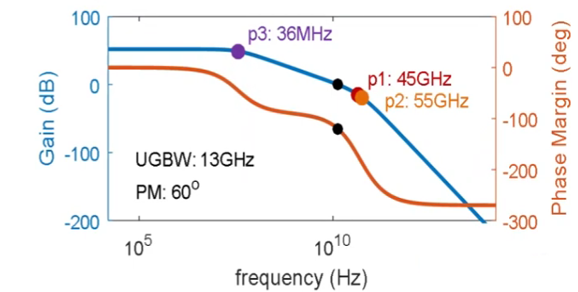 100
100
p3: 36MHz
0
0
p1: 45GHz
p2: 55GHz
Gain (dB)
Phase Margin (deg)
-100
-100
UGBW: 13GHz
-200
PM: 60°
-200
-300
10^5
10^10
frequency (Hz)